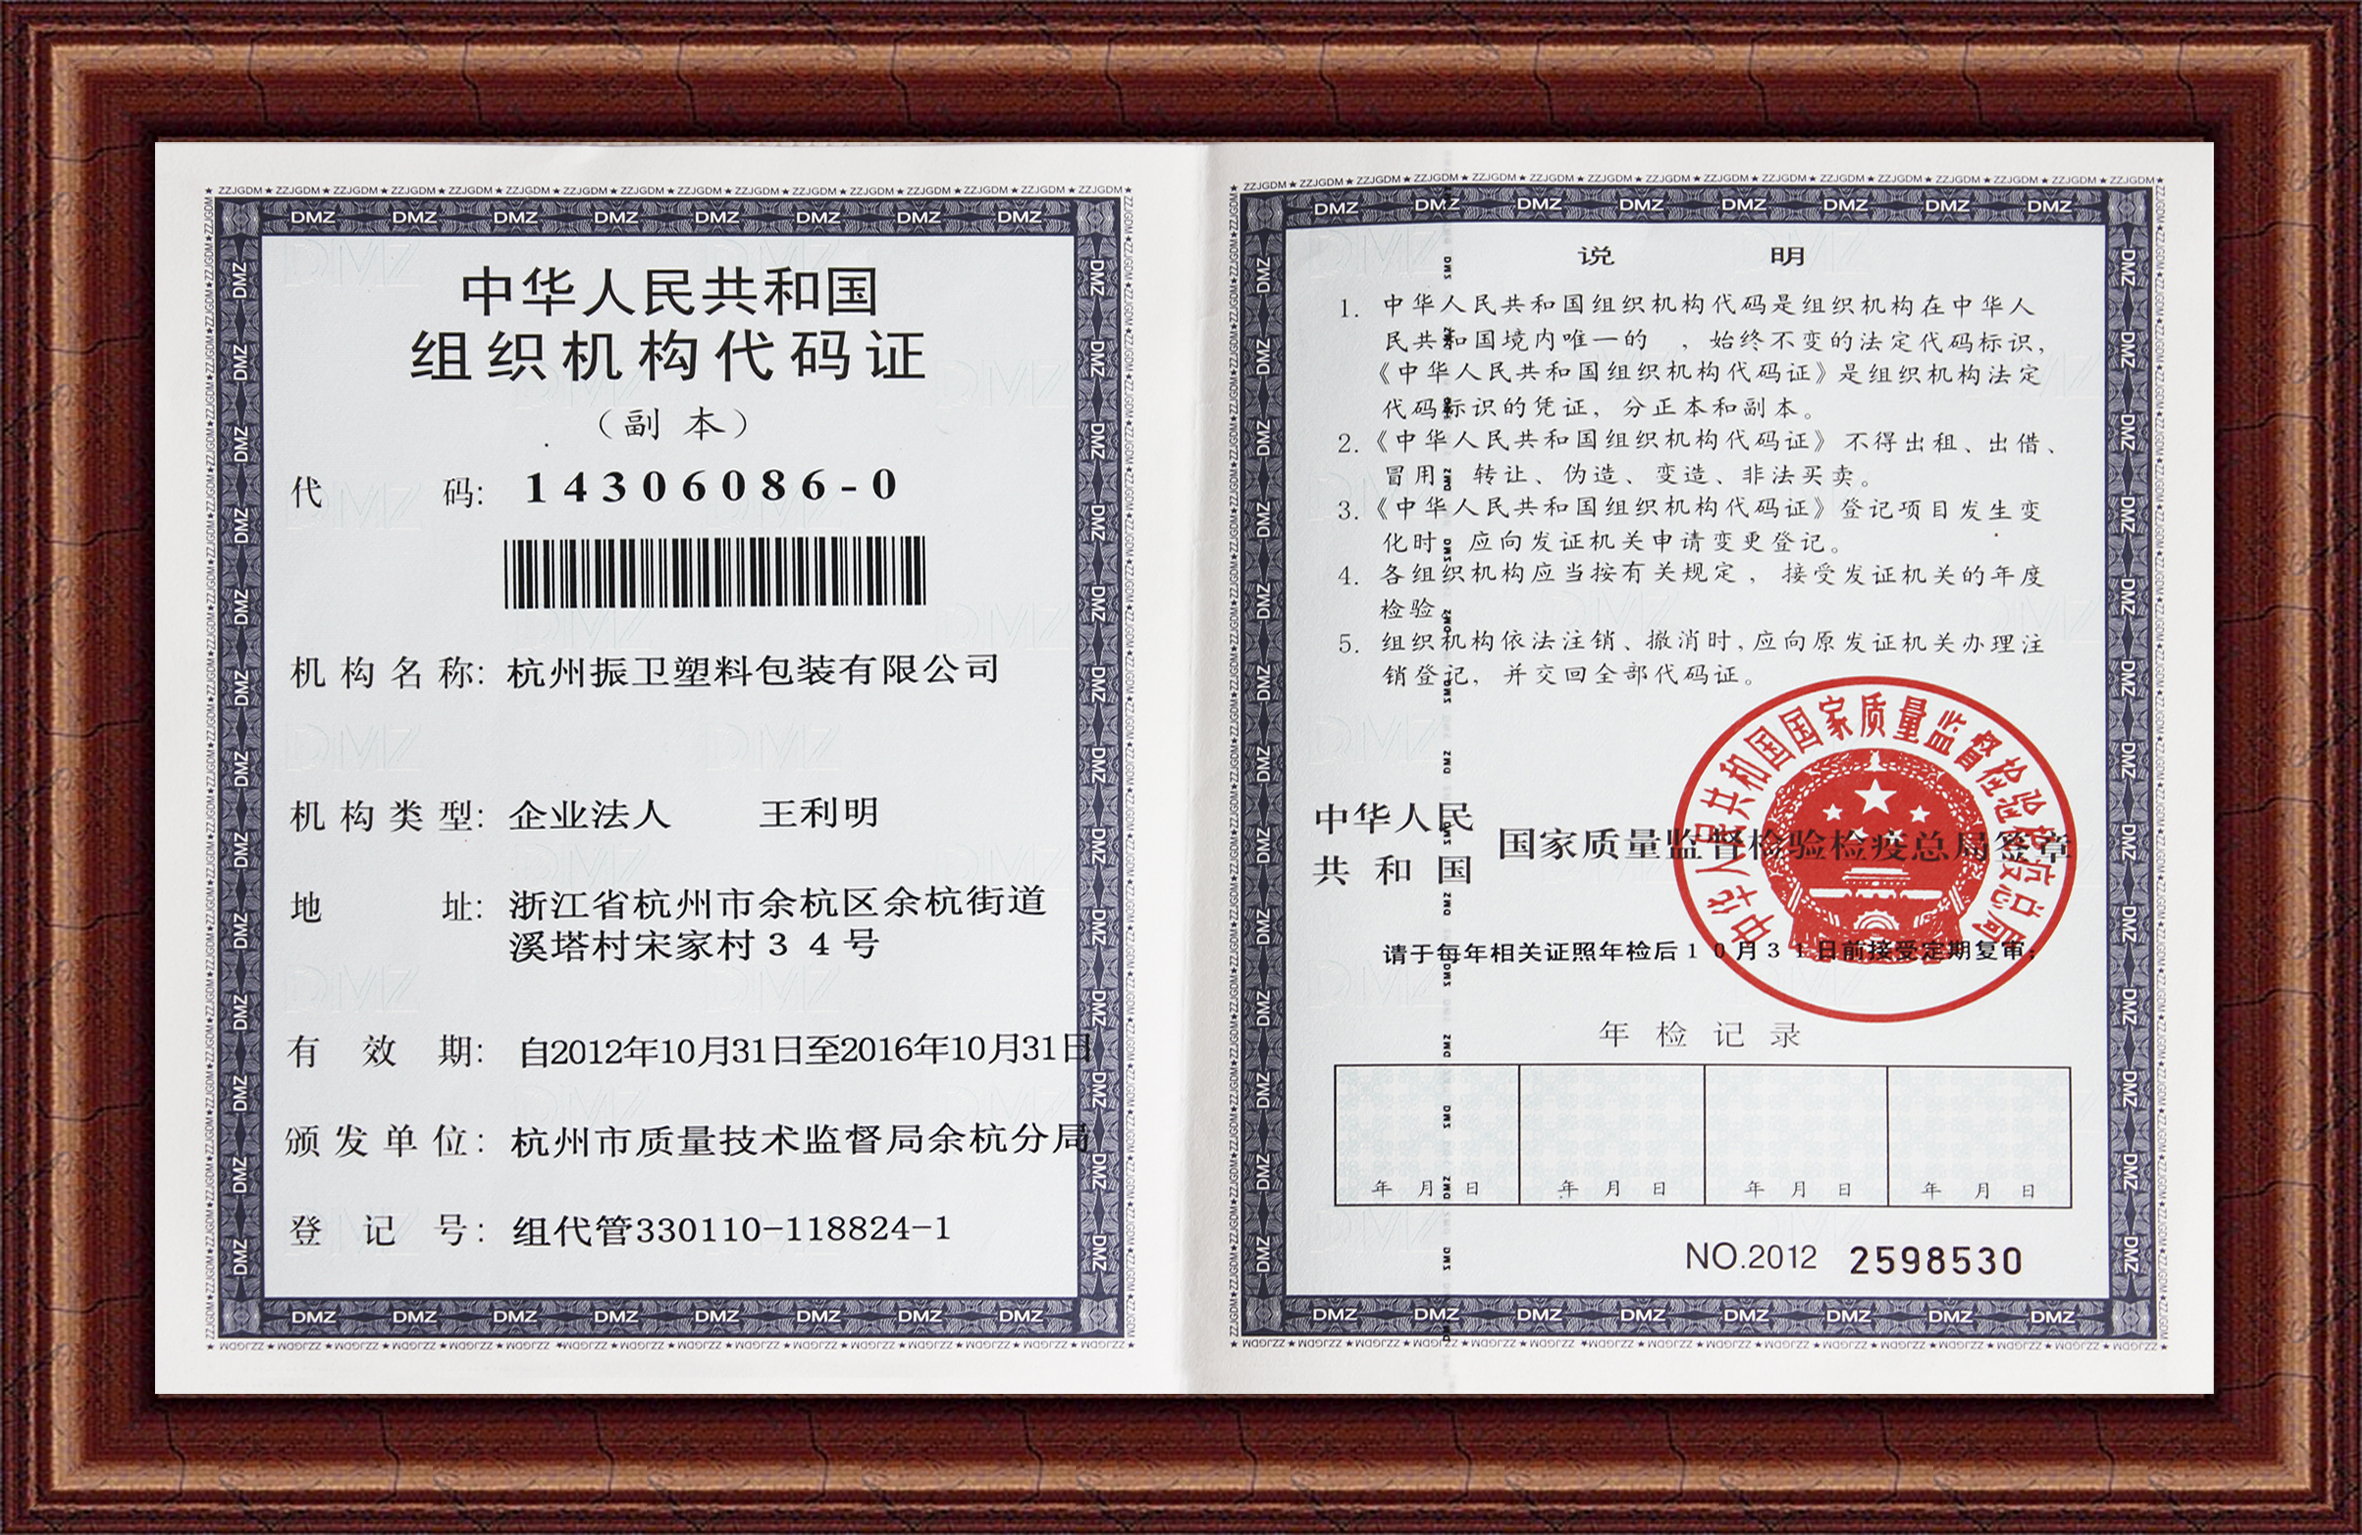 中华人民共和国
组织机构代码证
（副 本）
代 码: 14306086-0
机构名称: 杭州振卫塑料包装有限公司
机构类型: 企业法人 王利明
地 址: 浙江省杭州市余杭区余杭街道
溪塔村宋家村34号
有 效 期: 自2012年10月31日至2016年10月31日
颁发单位: 杭州市质量技术监督局余杭分局
登 记 号: 组代管330110-118824-1
说 明
1. 中华人民共和国组织机构代码是组织机构在中华人
民共和国境内唯一的 ，始终不变的法定代码标识，
《中华人民共和国组织机构代码证》是组织机构法定
代码标识的凭证，分正本和副本。
2.《中华人民共和国组织机构代码证》不得出租、出借、
冒用 转让、伪造、变造、非法买卖。
3.《中华人民共和国组织机构代码证》登记项目发生变
化时 应向发证机关申请变更登记。
4. 各组织机构应当按有关规定，接受发证机关的年度
检验
5. 组织机构依法注销、撤消时,应向原发证机关办理注
销登记，并交回全部代码证。
中华人民共和国国家质量监督检验检疫总局
中华人民
共和国
国家质量监督检验检疫总局签章
请于每年相关证照年检后10月31日前接受定期复审;
年检记录
年 月 日 年 月 日 年 月 日 年 月 日
NO.2012 2598530
DMZ
ZZJGDM